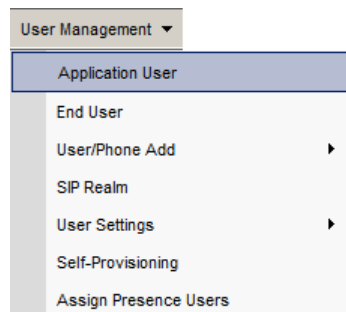 User Management
Application User
End User
User/Phone Add
SIP Realm
User Settings
Self-Provisioning
Assign Presence Users